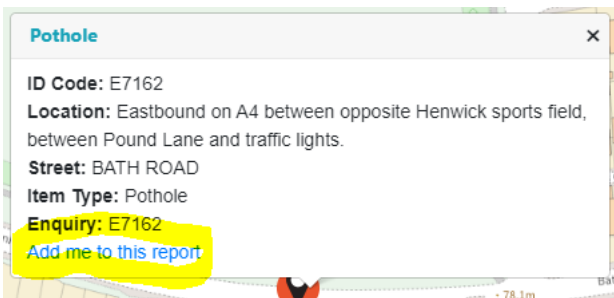 Pothole ×
ID Code: E7162
Location: Eastbound on A4 between opposite Henwick sports field,
between Pound Lane and traffic lights.
Street: BATH ROAD
Item Type: Pothole
Enquiry: E7162
Add me to this report
78.1m
Bat